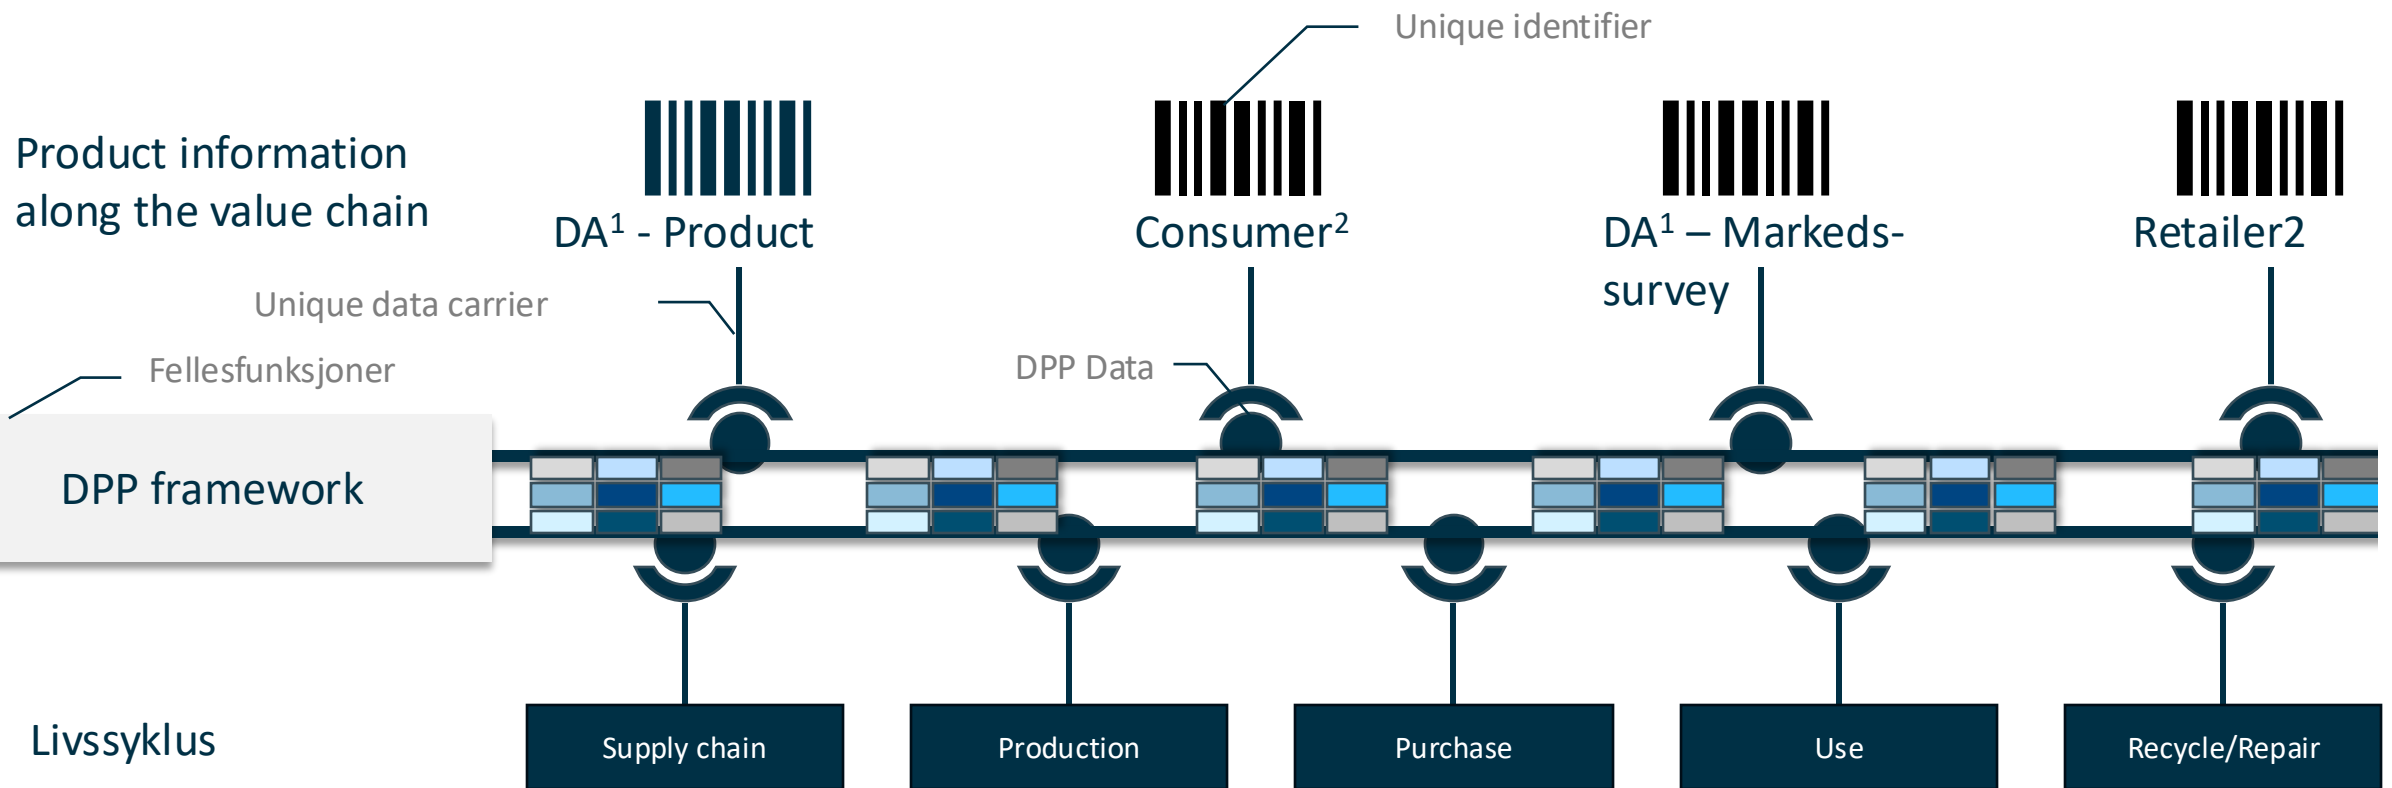 Unique identifier
Product information
along the value chain
DA¹ - Product
Consumer²
DA¹ – Markeds-
survey
Retailer2
Unique data carrier
Fellesfunksjoner
DPP Data
DPP framework
Livssyklus
Supply chain
Production
Purchase
Use
Recycle/Repair